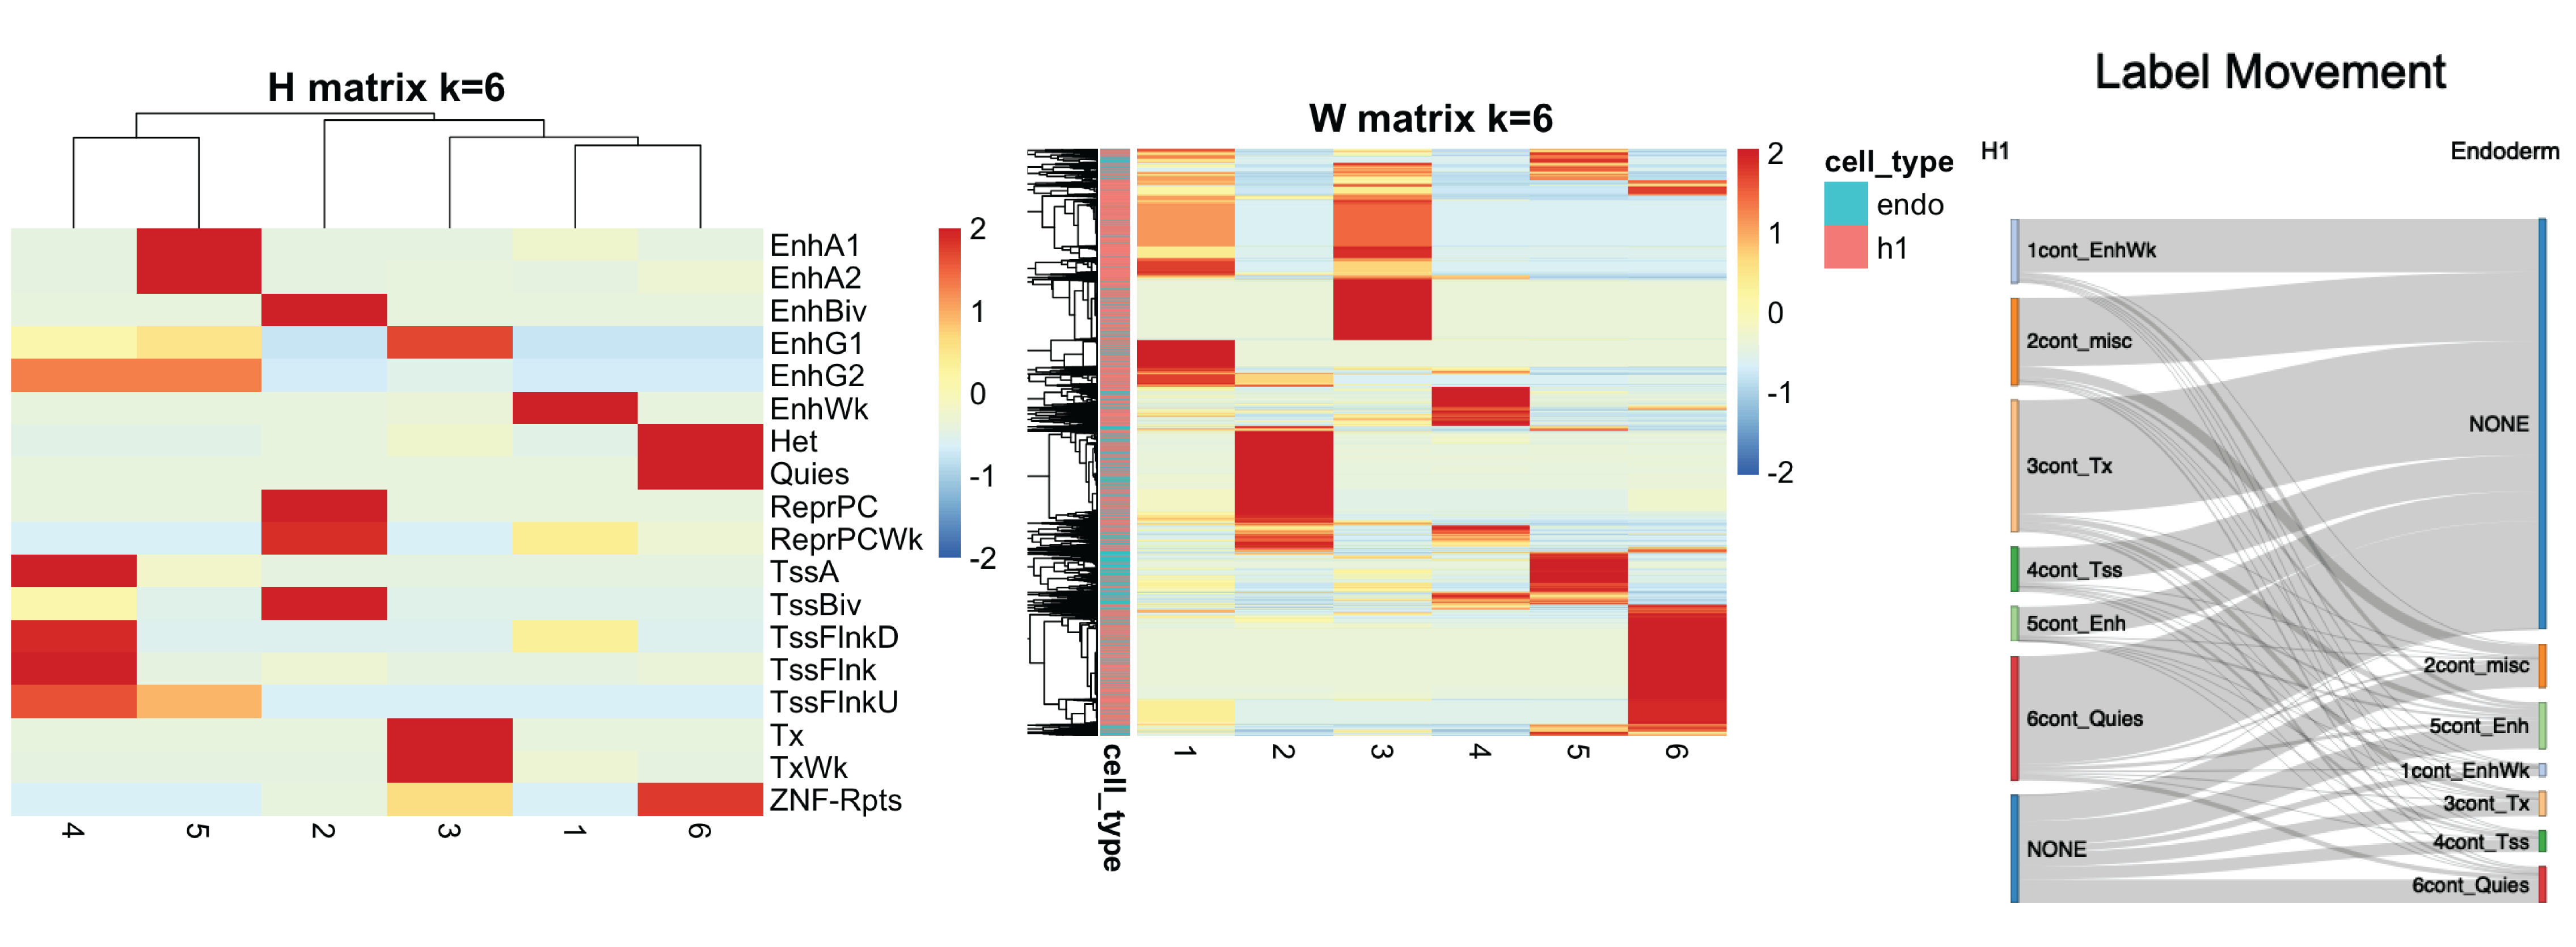 H matrix k=6
EnhA1
EnhA2
EnhBiv
EnhG1
EnhG2
EnhWk
Het
Quies
ReprPC
ReprPCWk
TssA
TssBiv
TssFlnkD
TssFlnk
TssFlnkU
Tx
TxWk
ZNF-Rpts
4 5 2 3 1 6
2
1
0
-1
-2
W matrix k=6
1 2 3 4 5 6
cell_type
2
1
0
-1
-2
cell_type
endo
h1
Label Movement
H1 Endoderm
1cont_EnhWk
2cont_misc
3cont_Tx
4cont_Tss
5cont_Enh
6cont_Quies
NONE
NONE
2cont_misc
5cont_Enh
1cont_EnhWk
3cont_Tx
4cont_Tss
6cont_Quies